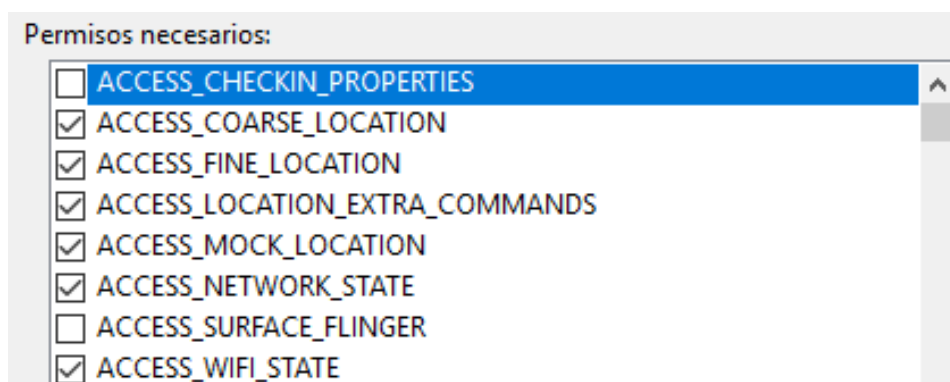 Permisos necesarios:
ACCESS_CHECKIN_PROPERTIES
ACCESS_COARSE_LOCATION
ACCESS_FINE_LOCATION
ACCESS_LOCATION_EXTRA_COMMANDS
ACCESS_MOCK_LOCATION
ACCESS_NETWORK_STATE
ACCESS_SURFACE_FLINGER
ACCESS_WIFI_STATE